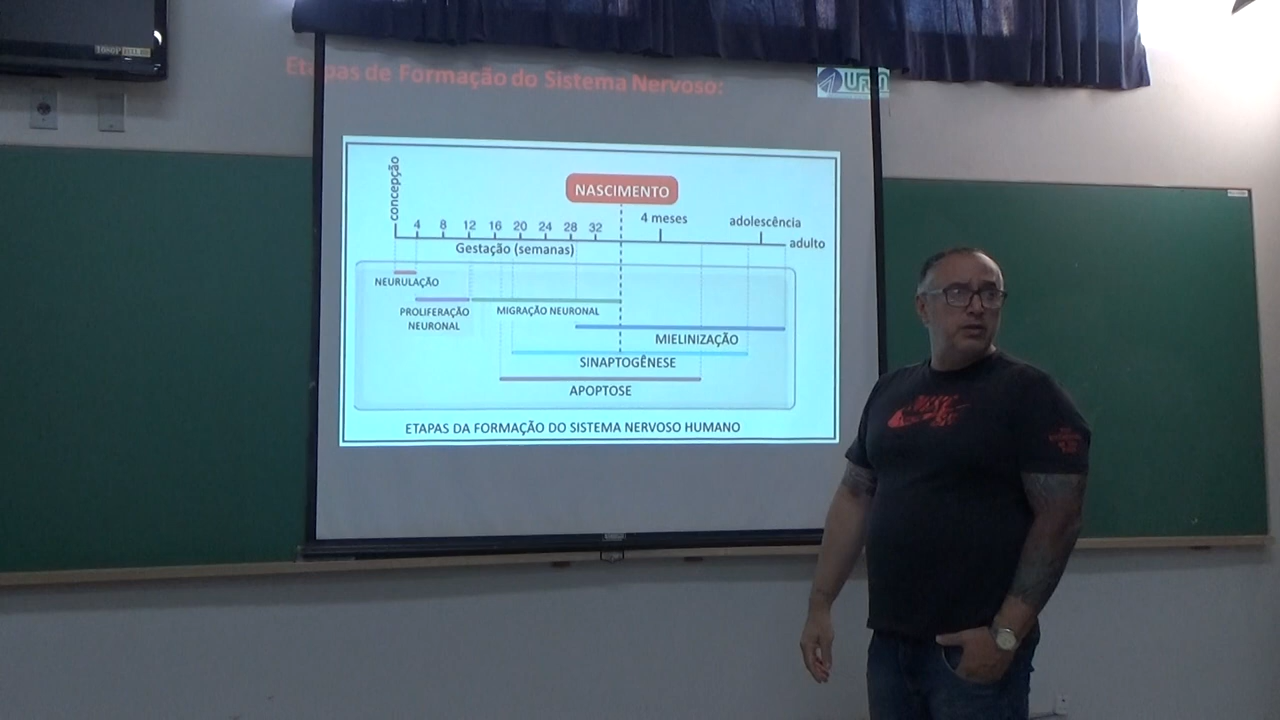 Etapas de Formação do Sistema Nervoso:
concepção
NASCIMENTO
4 8 12 16 20 24 28 32
4 meses
adolescência
adulto
Gestação (semanas)
NEURULAÇÃO
PROLIFERAÇÃO
NEURONAL
MIGRAÇÃO NEURONAL
MIELINIZAÇÃO
SINAPTOGÊNESE
APOPTOSE
ETAPAS DA FORMAÇÃO DO SISTEMA NERVOSO HUMANO